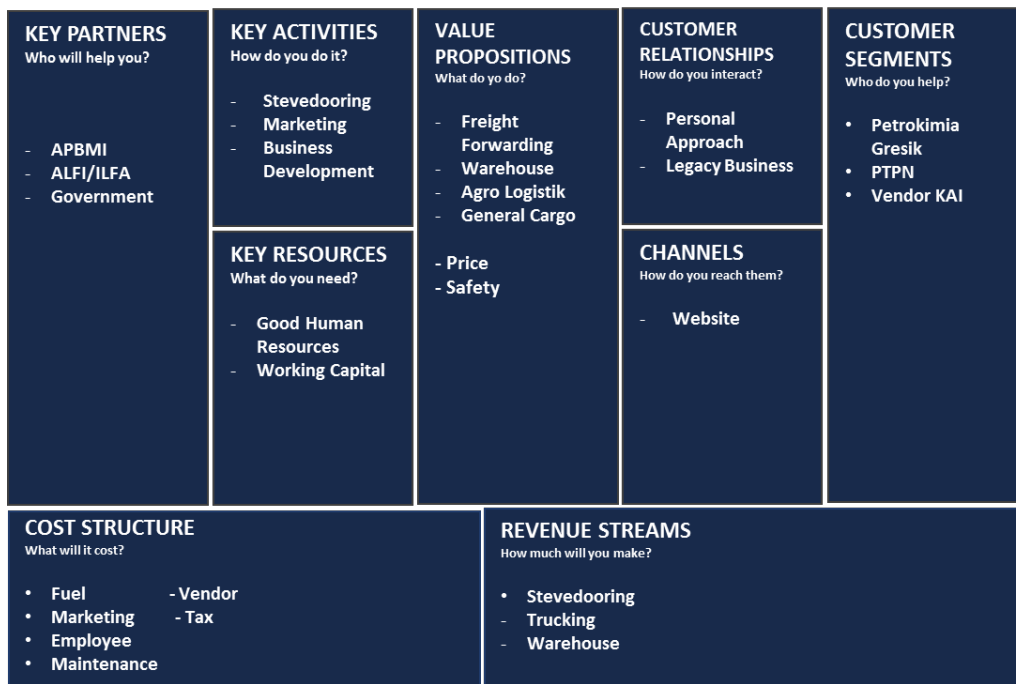 KEY PARTNERS
Who will help you?
- APBMI
- ALFI/ILFA
- Government
KEY ACTIVITIES
How do you do it?
- Stevedooring
- Marketing
- Business
Development
KEY RESOURCES
What do you need?
- Good Human
Resources
- Working Capital
VALUE
PROPOSITIONS
What do yo do?
- Freight
Forwarding
- Warehouse
- Agro Logistik
- General Cargo
- Price
- Safety
CUSTOMER
RELATIONSHIPS
How do you interact?
- Personal
Approach
- Legacy Business
CHANNELS
How do you reach them?
- Website
CUSTOMER
SEGMENTS
Who do you help?
• Petrokimia
Gresik
• PTPN
• Vendor KAI
COST STRUCTURE
What will it cost?
• Fuel - Vendor
• Marketing - Tax
• Employee
• Maintenance
REVENUE STREAMS
How much will you make?
• Stevedooring
- Trucking
- Warehouse